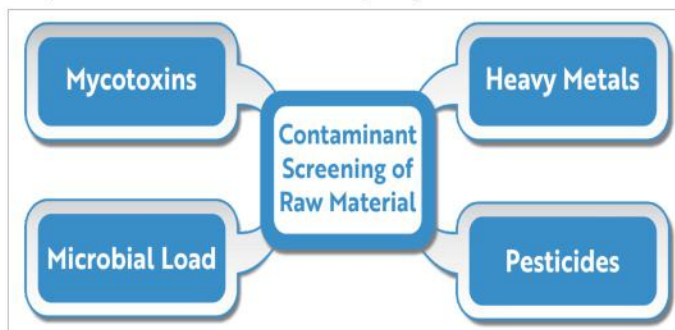 Mycotoxins
Heavy Metals
Contaminant
Screening of
Raw Material
Microbial Load
Pesticides